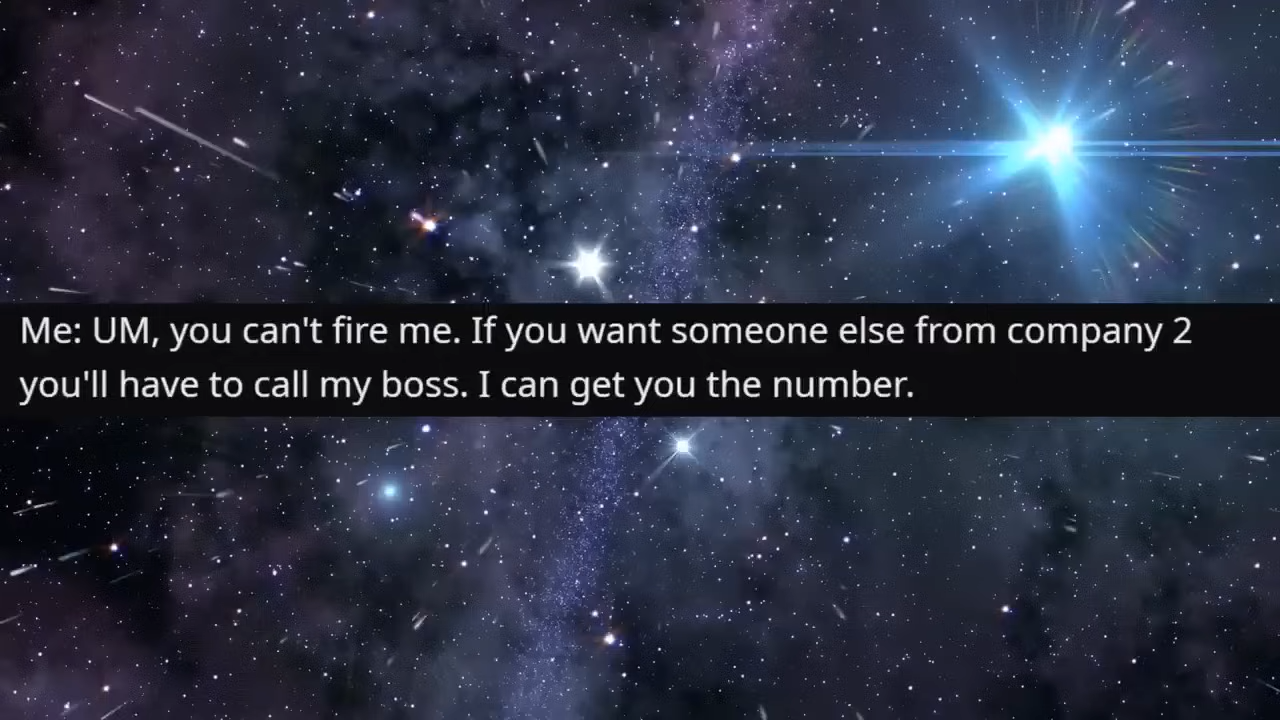 Me: UM, you can't fire me. If you want someone else from company 2
you'll have to call my boss. I can get you the number.